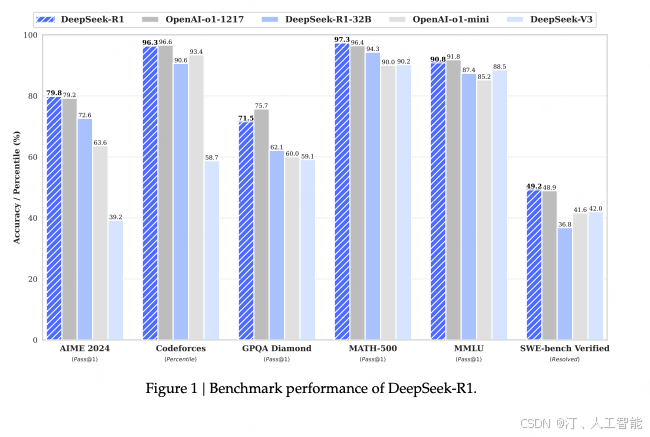 DeepSeek-R1 OpenAI-o1-1217 DeepSeek-R1-32B OpenAI-o1-mini DeepSeek-V3
Accuracy / Percentile (%)
100
80
60
40
20
0
79.8 79.2 72.6 63.6 39.2
96.3 96.6 90.6 93.4 58.7
71.5 75.7 62.1 60.0 59.1
97.3 96.4 94.3 90.0 90.2
90.8 91.8 87.4 85.2 88.5
49.2 48.9 36.8 41.6 42.0
AIME 2024 Codeforces GPQA Diamond MATH-500 MMLU SWE-bench Verified
(Pass@1) (Percentile) (Pass@1) (Pass@1) (Pass@1) (Resolved)
Figure 1 | Benchmark performance of DeepSeek-R1.
CSDN @汀、人工智能